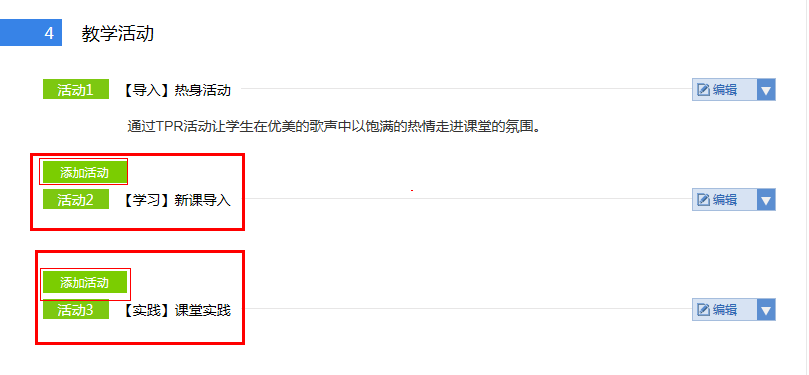 4 教学活动
活动1 【导入】热身活动 编辑
通过TPR活动让学生在优美的歌声中以饱满的热情走进课堂的氛围。
添加活动
活动2 【学习】新课导入 编辑
添加活动
活动3 【实践】课堂实践 编辑